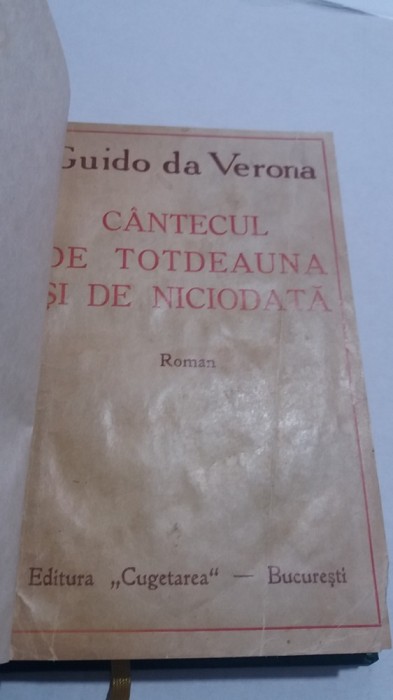 Guido da Verona
CÂNTECUL
DE TOTDEAUNA
ȘI DE NICIODATĂ
Roman
Editura „Cugetarea“ — București